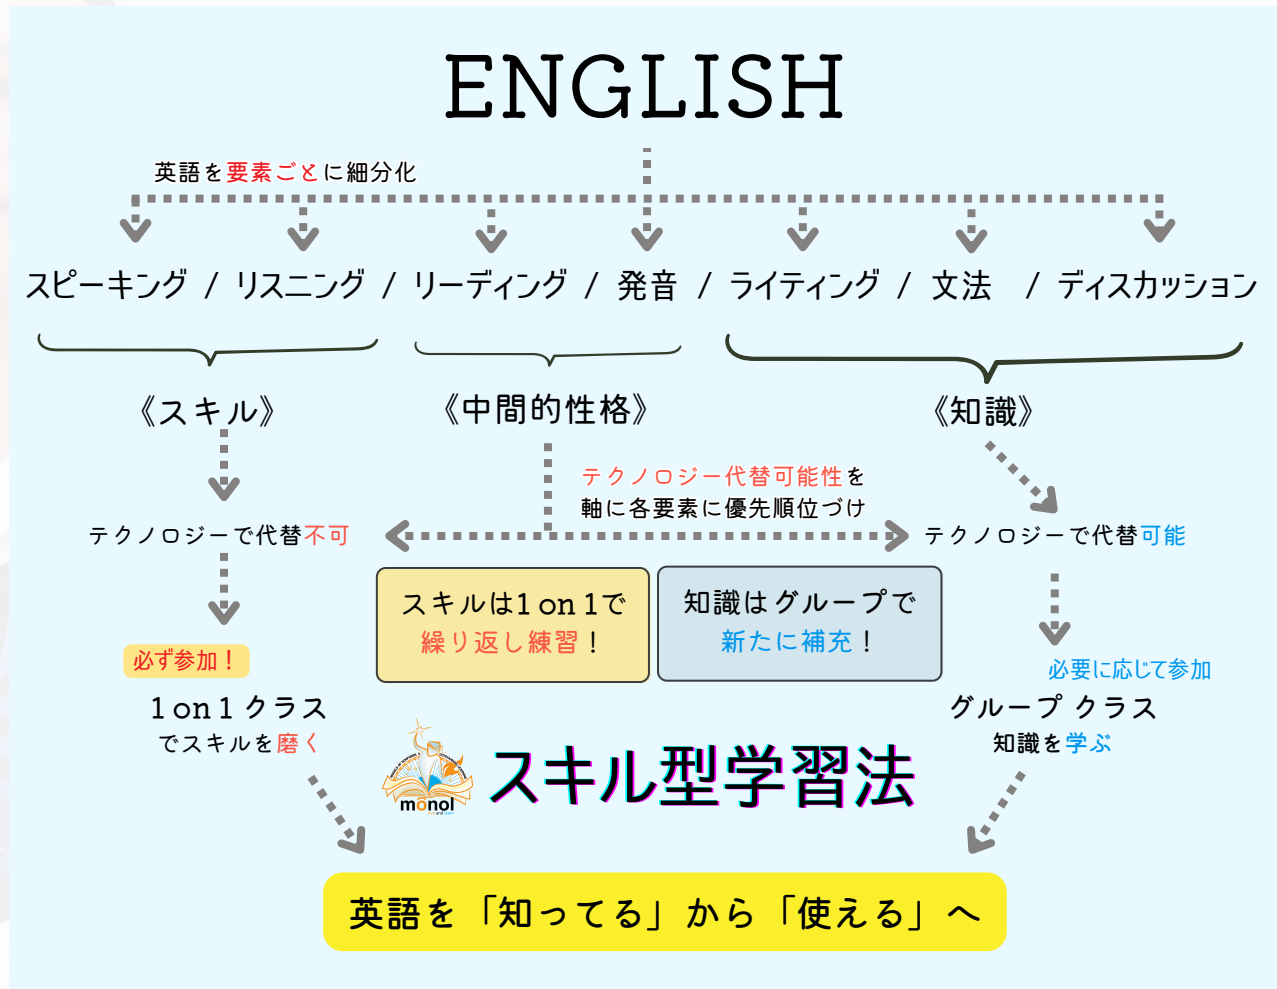 ENGLISH
英語を要素ごとに細分化
スピーキング / リスニング / リーディング / 発音 / ライティング / 文法 / ディスカッション
《スキル》
《中間的性格》
《知識》
テクノロジー代替可能性を
軸に各要素に優先順位づけ
テクノロジーで代替不可
テクノロジーで代替可能
スキルは1 on 1で
繰り返し練習！
知識はグループで
新たに補充！
必ず参加！
1 on 1 クラス
でスキルを磨く
必要に応じて参加
グループ クラス
知識を学ぶ
monol
スキル型学習法
英語を「知ってる」から「使える」へ